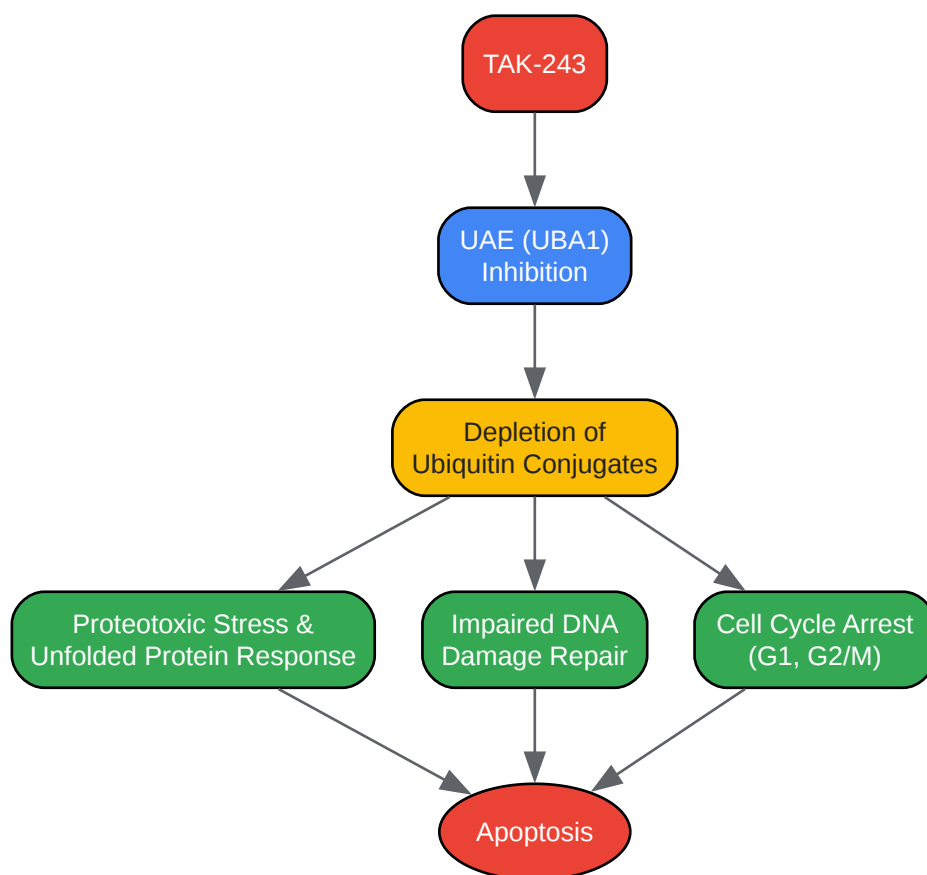 TAK-243
UAE (UBA1)
Inhibition
Depletion of
Ubiquitin Conjugates
Proteotoxic Stress &
Unfolded Protein Response
Impaired DNA
Damage Repair
Cell Cycle Arrest
(G1, G2/M)
Apoptosis